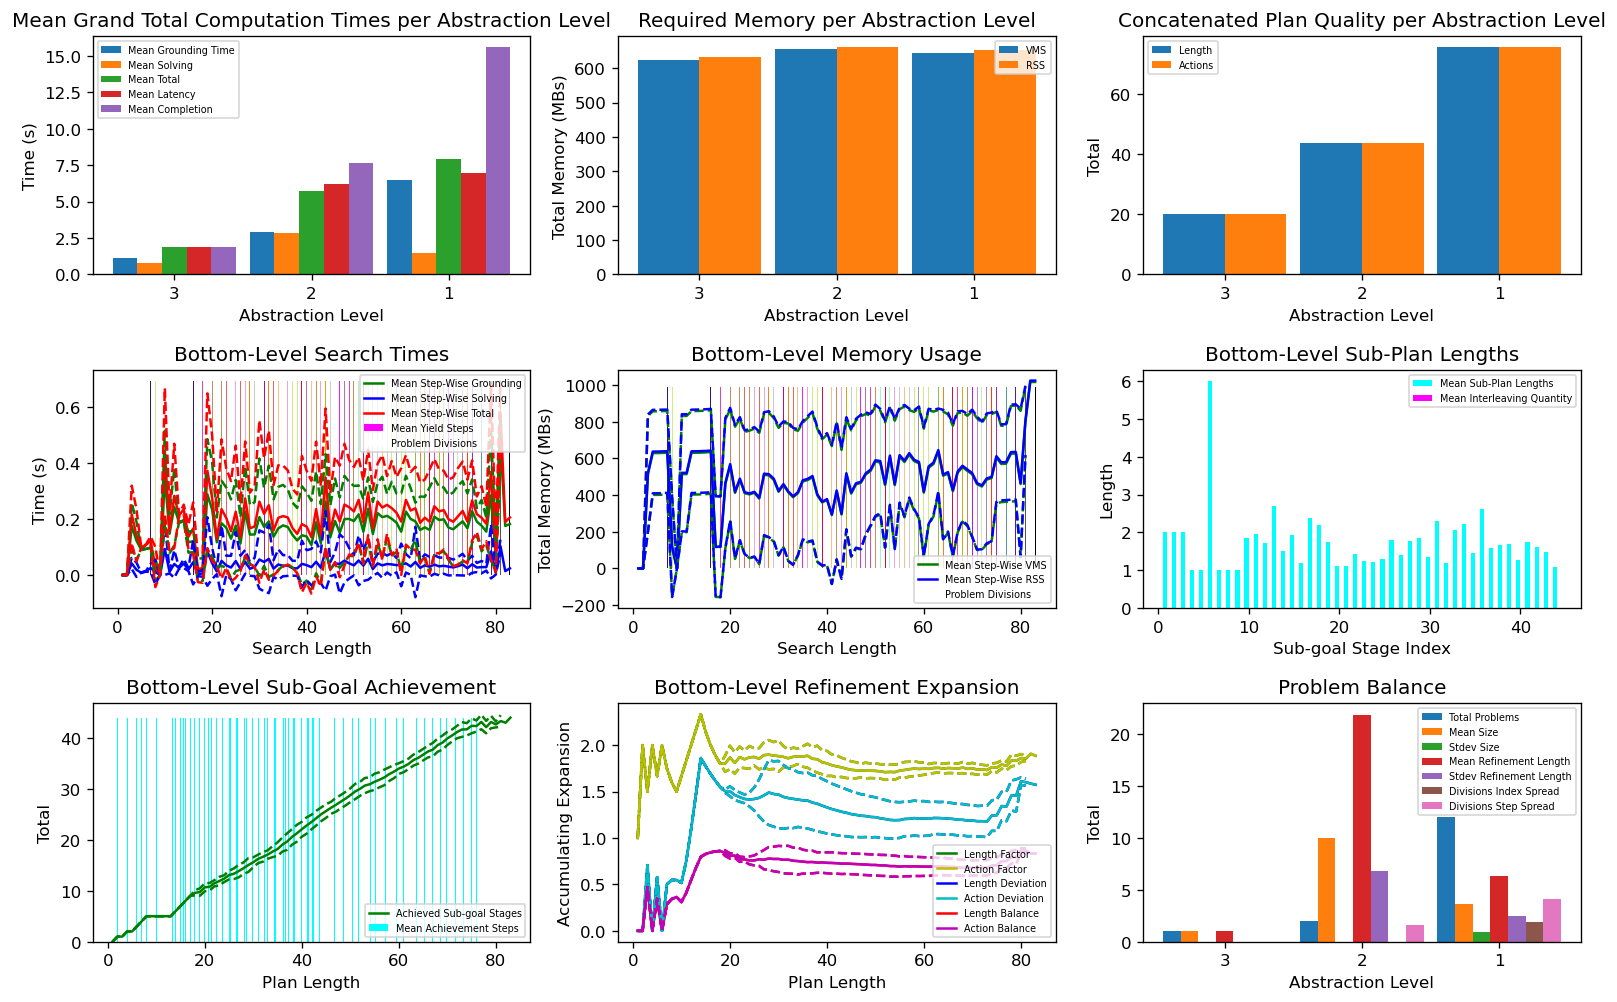 Mean Grand Total Computation Times per Abstraction Level
Time (s)
15.0
12.5
10.0
7.5
5.0
2.5
0.0
Mean Grounding Time
Mean Solving
Mean Total
Mean Latency
Mean Completion
3 2 1
Abstraction Level
Required Memory per Abstraction Level
Total Memory (MBs)
600
500
400
300
200
100
0
VMS
RSS
3 2 1
Abstraction Level
Concatenated Plan Quality per Abstraction Level
Total
60
40
20
0
Length
Actions
3 2 1
Abstraction Level
Bottom-Level Search Times
Time (s)
0.6
0.4
0.2
0.0
Mean Step-Wise Grounding
Mean Step-Wise Solving
Mean Step-Wise Total
Mean Yield Steps
Problem Divisions
0 20 40 60 80
Search Length
Bottom-Level Memory Usage
Total Memory (MBs)
1000
800
600
400
200
0
−200
Mean Step-Wise VMS
Mean Step-Wise RSS
Problem Divisions
0 20 40 60 80
Search Length
Bottom-Level Sub-Plan Lengths
Length
6
5
4
3
2
1
0
Mean Sub-Plan Lengths
Mean Interleaving Quantity
0 10 20 30 40
Sub-goal Stage Index
Bottom-Level Sub-Goal Achievement
Total
40
30
20
10
0
Achieved Sub-goal Stages
Mean Achievement Steps
0 20 40 60 80
Plan Length
Bottom-Level Refinement Expansion
Accumulating Expansion
2.0
1.5
1.0
0.5
0.0
Length Factor
Action Factor
Length Deviation
Action Deviation
Length Balance
Action Balance
0 20 40 60 80
Plan Length
Problem Balance
Total
20
15
10
5
0
Total Problems
Mean Size
Stdev Size
Mean Refinement Length
Stdev Refinement Length
Divisions Index Spread
Divisions Step Spread
3 2 1
Abstraction Level